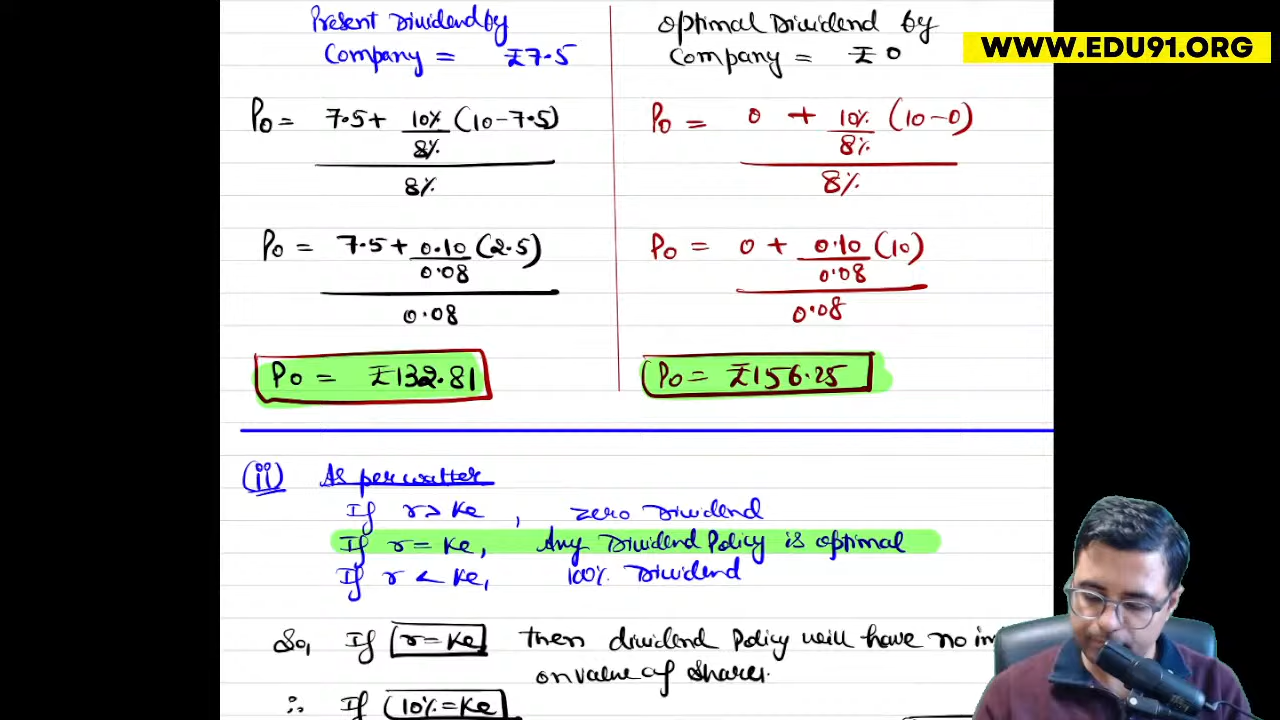 WWW.EDU91.ORG
Present Dividend by
Company = ₹7.5
P0 = 7.5 + 10%/8% (10-7.5)
8%
P0 = 7.5 + 0.10/0.08 (2.5)
0.08
P0 = ₹132.81
Optimal Dividend by
Company = ₹0
P0 = 0 + 10%/8% (10-0)
8%
P0 = 0 + 0.10/0.08 (10)
0.08
P0 = ₹156.25
(ii) As per walter
If r > Ke, zero Dividend
If r = Ke, Any Dividend Policy is optimal
If r < Ke, 100% Dividend
So, If r = Ke then dividend Policy will have no
on value of shares.
∴ If 10% = Ke